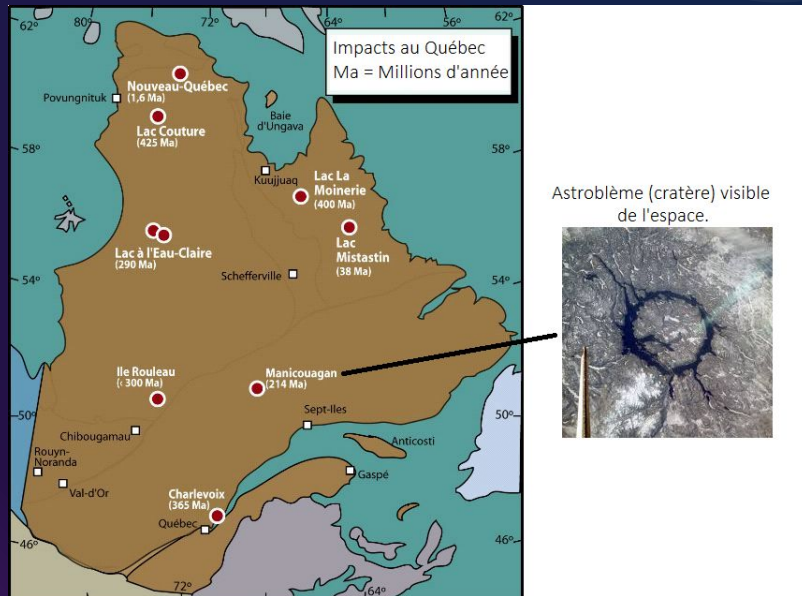 62° 80° 72° 64° 62°
Impacts au Québec
Ma = Millions d'année
Nouveau-Québec
(1,6 Ma)
Povungnituk
Lac Couture
(425 Ma)
Baie
d'Ungava
58° 58°
Kuujjuaq
Lac La
Moinerie
(400 Ma)
Lac
Mistastin
(38 Ma)
Lac à l'Eau-Claire
(290 Ma)
54° 54°
Schefferville
Astroblème (cratère) visible
de l'espace.
Ile Rouleau
(< 300 Ma)
Manicouagan
(214 Ma)
Sept-Iles
50° 50°
Chibougamau
Anticosti
Rouyn-
Noranda
Val-d'Or
Gaspé
Charlevoix
(365 Ma)
Québec
46° 46°
72° 64°